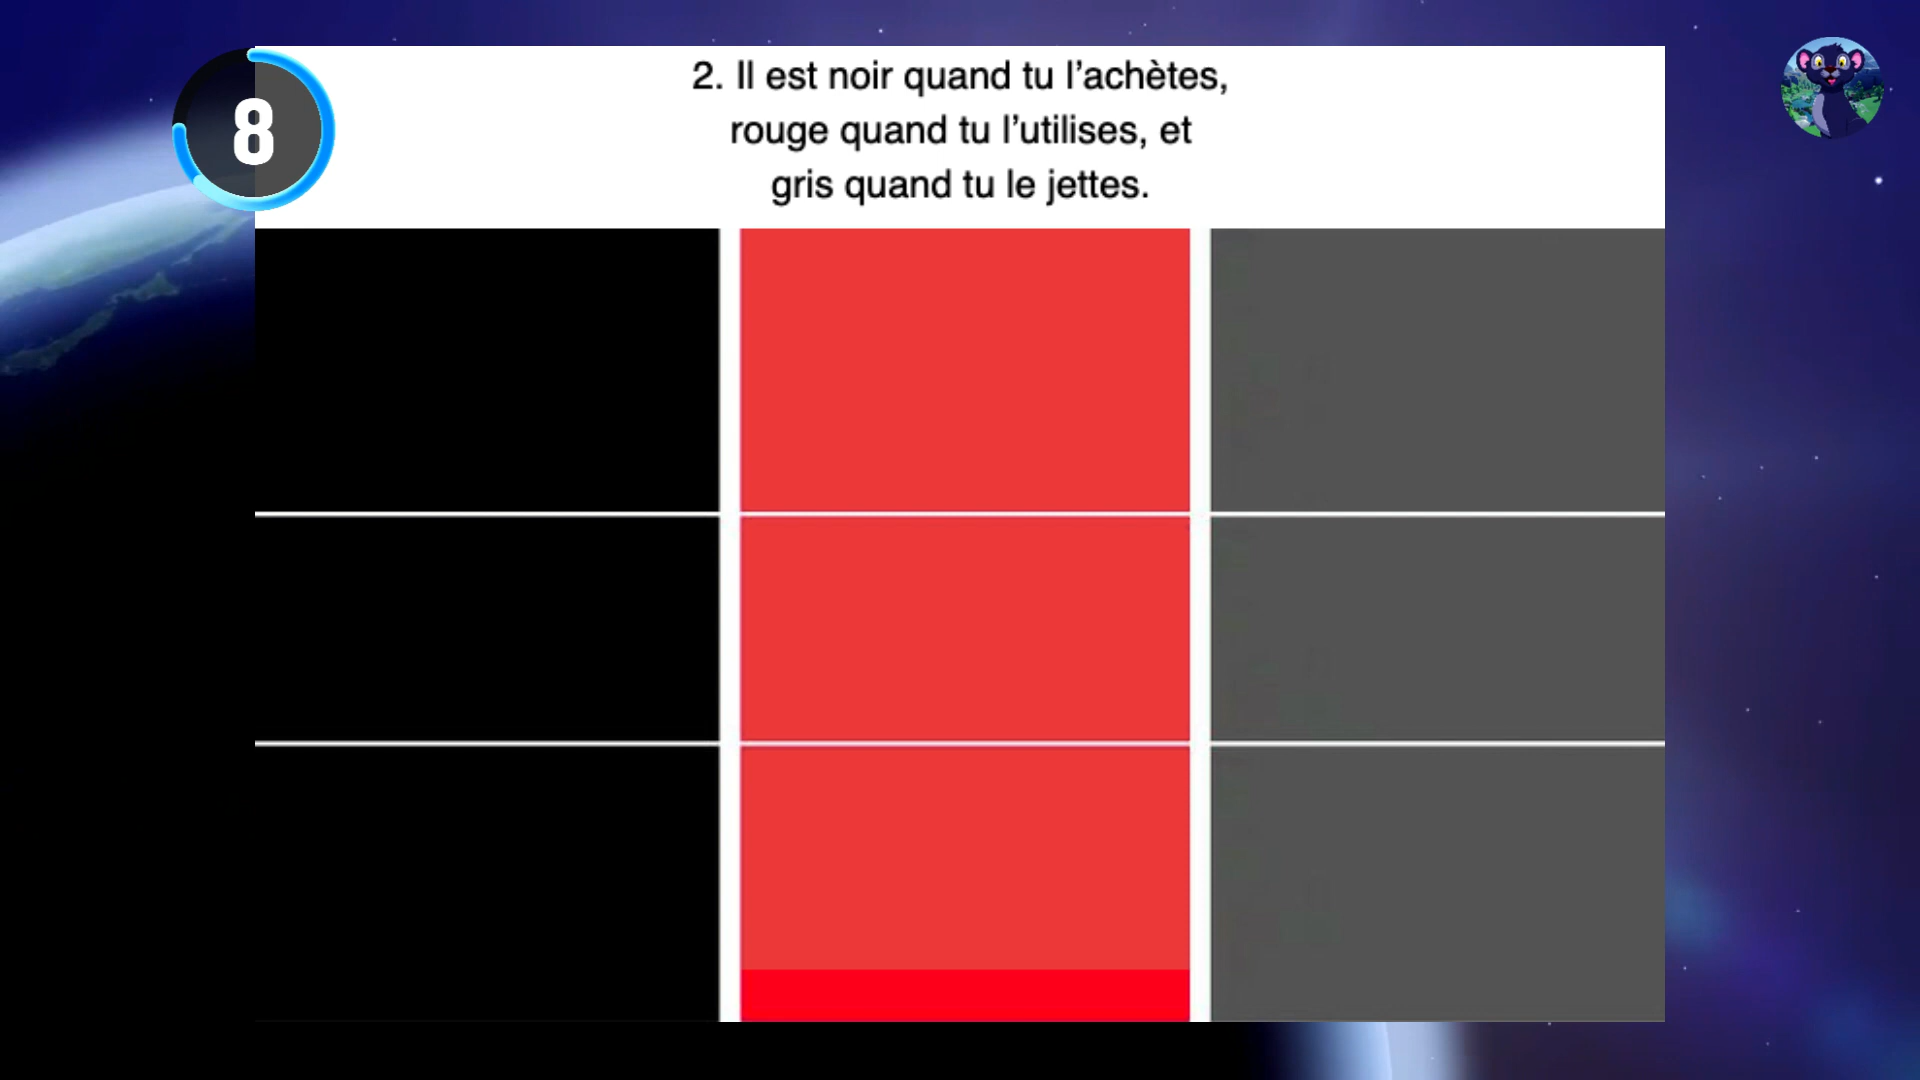 8
2. Il est noir quand tu l’achètes,
rouge quand tu l’utilises, et
gris quand tu le jettes.